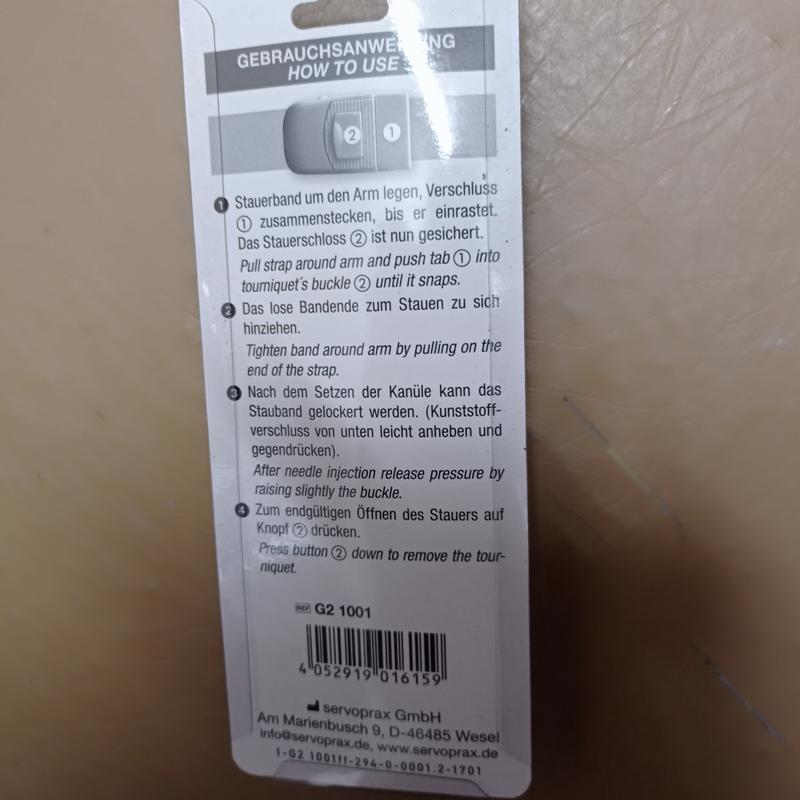 GEBRAUCHSANWEISUNG
HOW TO USE
2 1
1 Stauerband um den Arm legen, Verschluss
① zusammenstecken, bis er einrastet.
Das Stauerschloss ② ist nun gesichert.
Pull strap around arm and push tab ① into
tourniquet´s buckle ② until it snaps.
2 Das lose Bandende zum Stauen zu sich
hinziehen.
Tighten band around arm by pulling on the
end of the strap.
3 Nach dem Setzen der Kanüle kann das
Stauband gelockert werden. (Kunststoff-
verschluss von unten leicht anheben und
gegendrücken).
After needle injection release pressure by
raising slightly the buckle.
4 Zum endgültigen Öffnen des Stauers auf
Knopf ② drücken.
Press button ② down to remove the tour-
niquet.
REF G2 1001
4 052919 016159
servoprax GmbH
Am Marienbusch 9, D-46485 Wesel
info@servoprax.de, www.servoprax.de
1-G2 1001ff-294-0-0001.2-1701